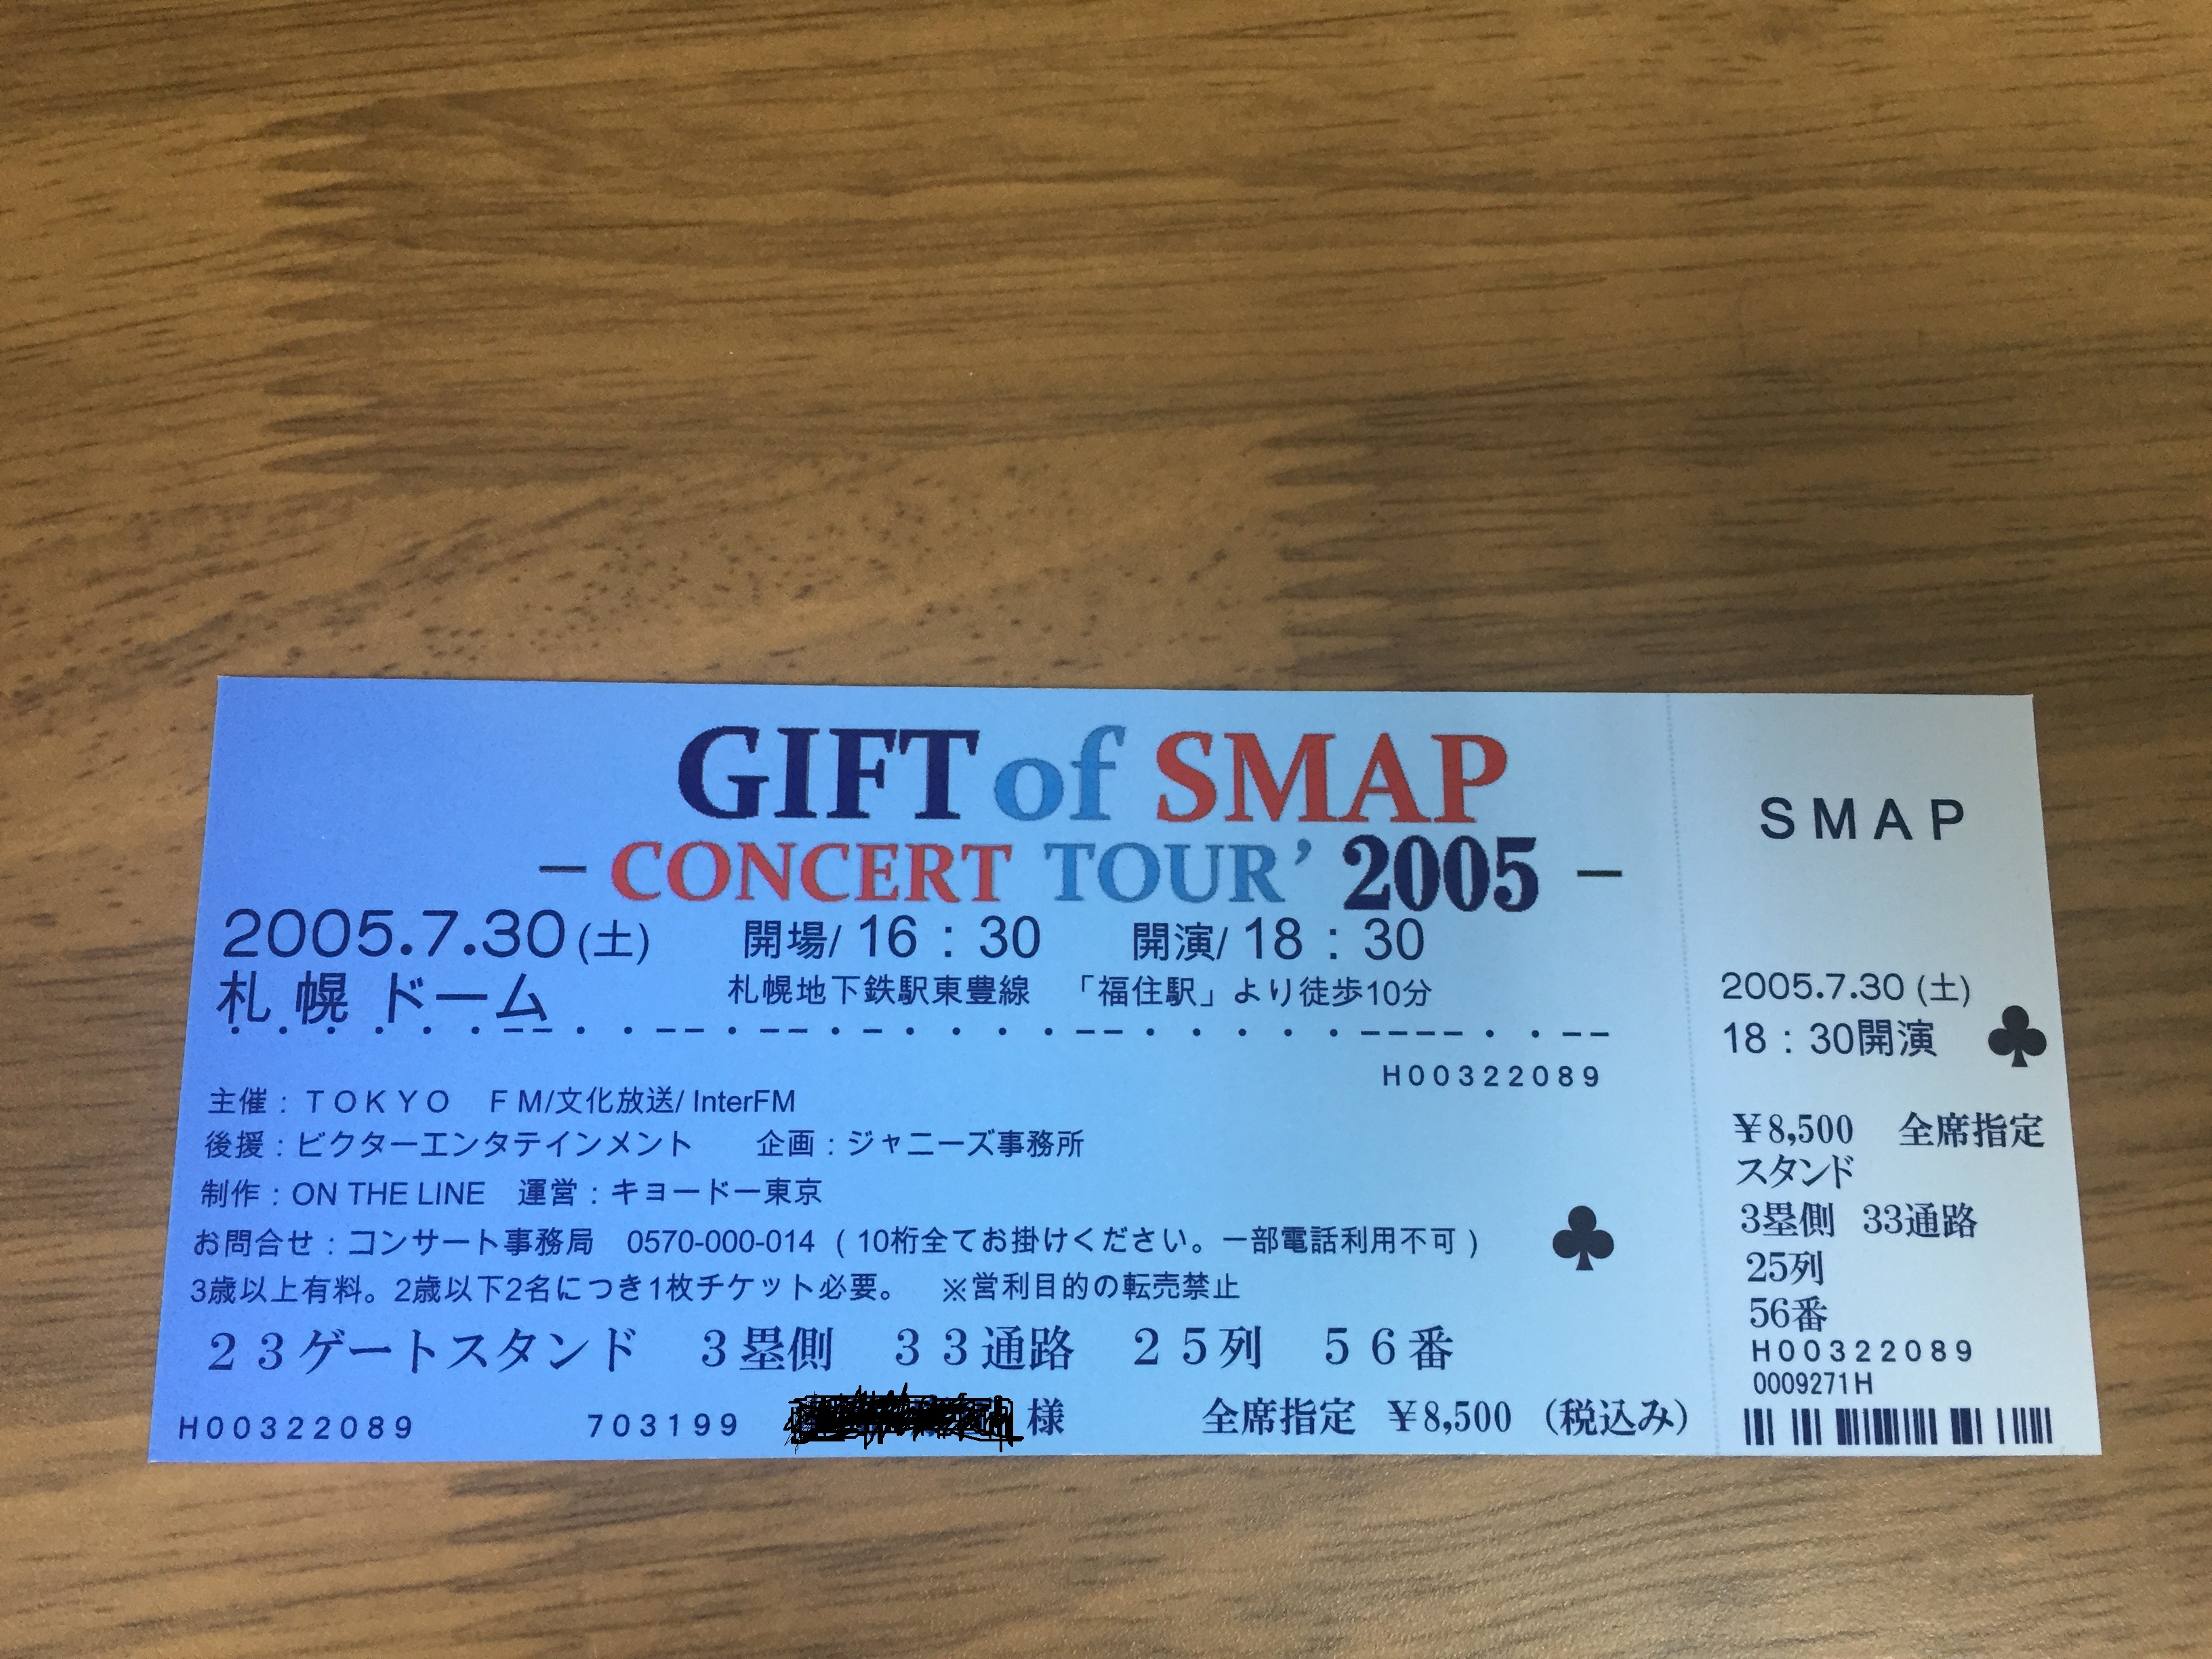 GIFT of SMAP
– CONCERT TOUR’ 2005 –
2005.7.30(土) 開場/ 16：30 開演/ 18：30
札幌 ドーム 札幌地下鉄駅東豊線 「福住駅」より徒歩10分
H00322089
主催：ＴＯＫＹＯ ＦＭ/文化放送/ InterFM
後援：ビクターエンタテインメント 企画：ジャニーズ事務所
制作：ON THE LINE 運営：キョードー東京
お問合せ：コンサート事務局 0570-000-014 (10桁全てお掛けください。一部電話利用不可)
3歳以上有料。2歳以下2名につき1枚チケット必要。 ※営利目的の転売禁止
２３ゲートスタンド ３塁側 ３３通路 ２５列 ５６番
H00322089 703199 様 全席指定 ￥8,500 (税込み)
SMAP
2005.7.30 (土)
18：30開演
￥8,500 全席指定
スタンド
3塁側 33通路
25列
56番
H00322089
0009271H